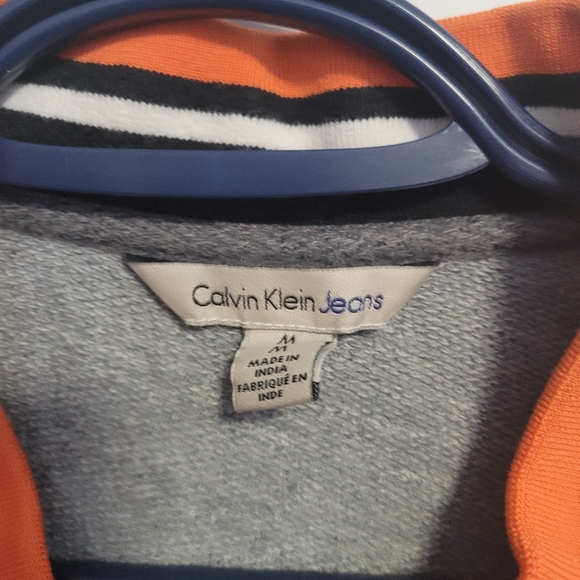 Calvin Klein Jeans
M
MADE IN
INDIA
FABRIQUÉ EN
INDE